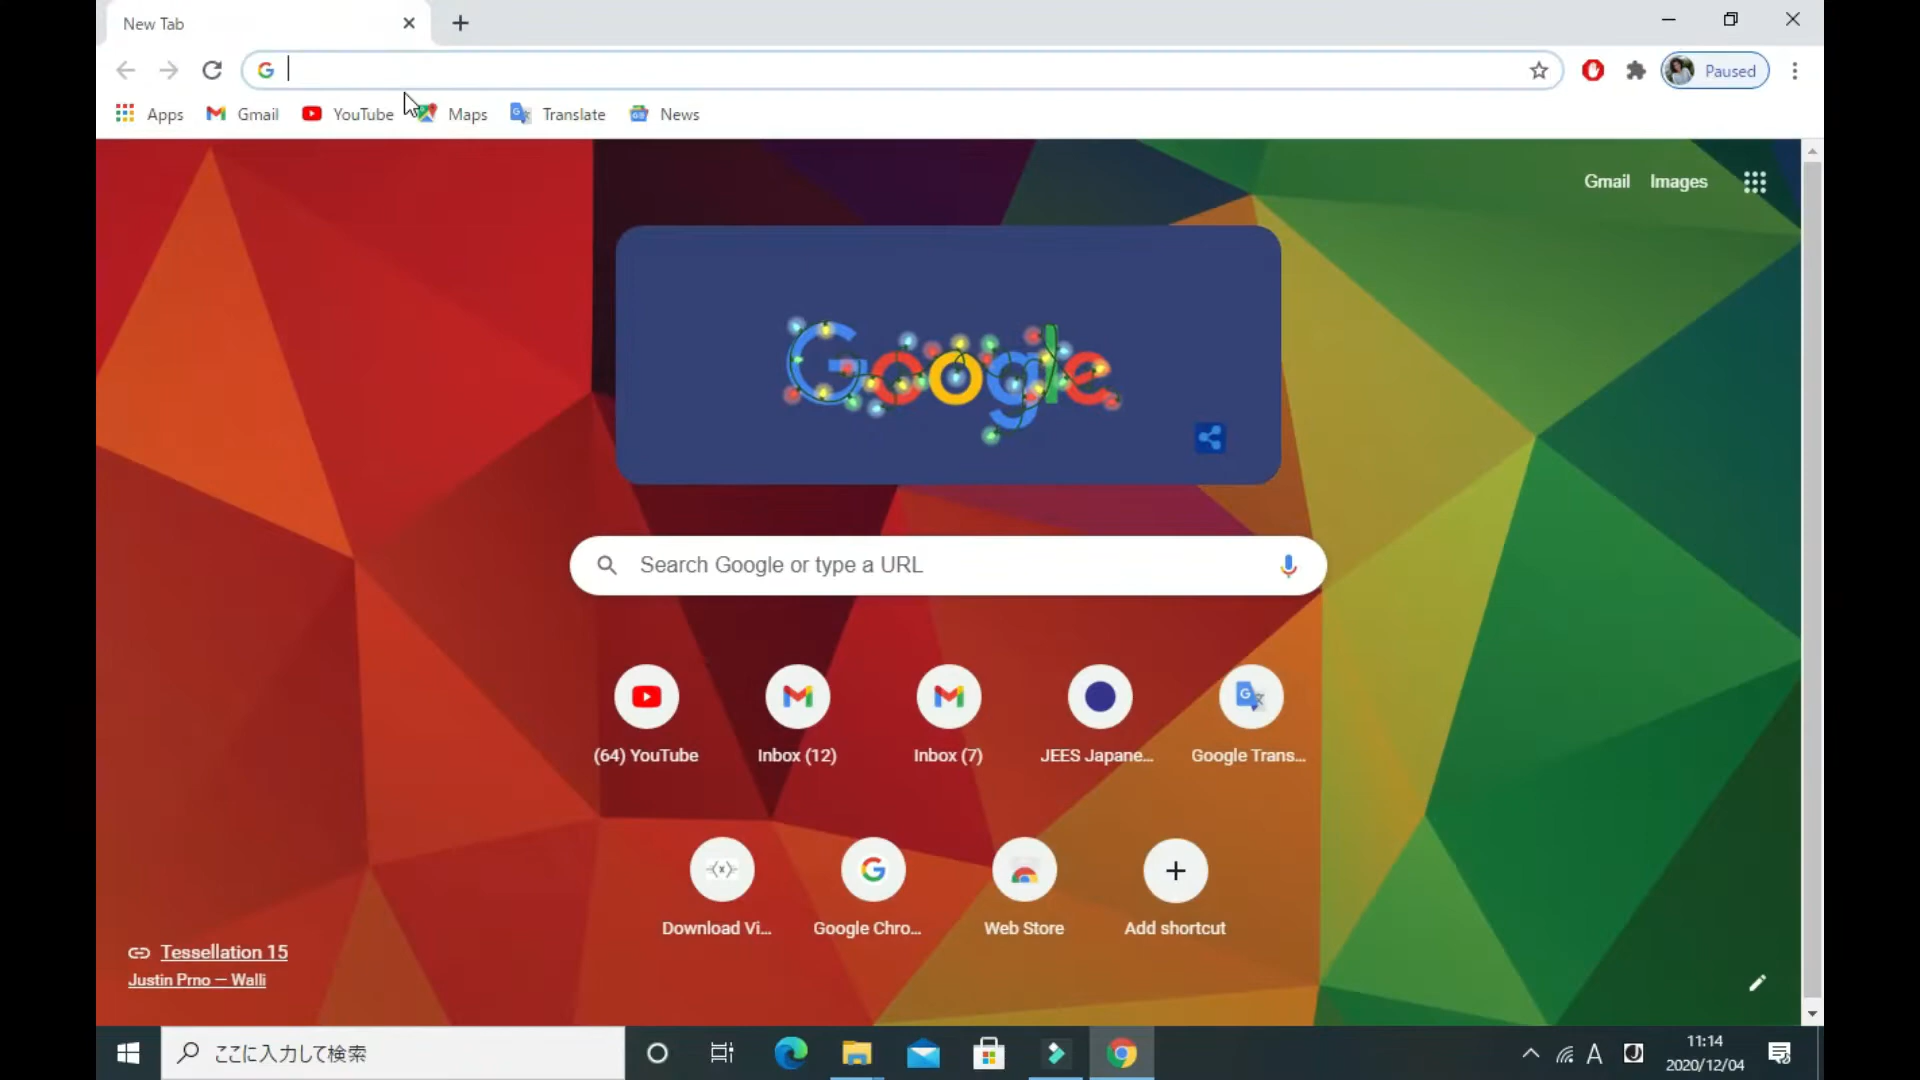 New Tab
Paused
Apps Gmail YouTube Maps Translate News
Gmail Images
Google
Search Google or type a URL
(64) YouTube Inbox (12) Inbox (7) JEES Japane... Google Trans...
Download Vi... Google Chro... Web Store Add shortcut
Tessellation 15
Justin Prno — Walli
ここに入力して検索
A
11:14
2020/12/04